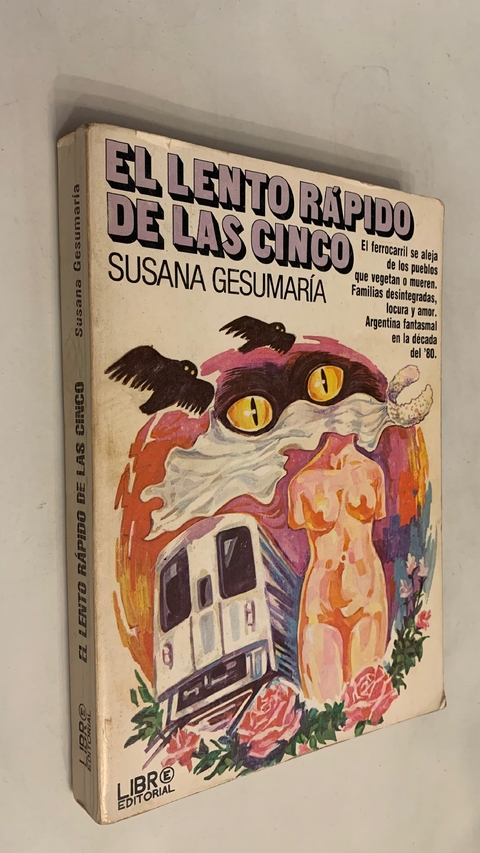 EL LENTO RÁPIDO
DE LAS CINCO
SUSANA GESUMARÍA
El ferrocarril se aleja
de los pueblos
que vegetan o mueren.
Familias desintegradas,
locura y amor.
Argentina fantasmal
en la década
del '80.
LIBR E
EDITORIAL
Susana Gesumaría
EL LENTO RÁPIDO DE LAS CINCO
LIBR E
EDITORIAL